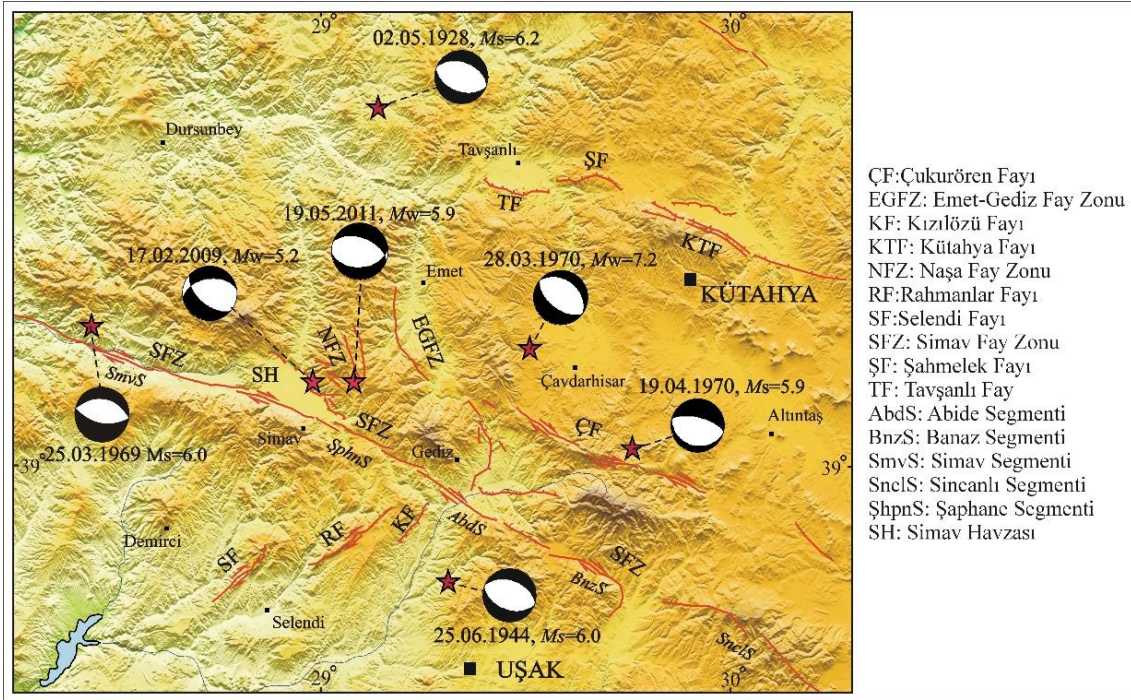 29°
30°
02.05.1928, Ms=6.2
Dursunbey
Tavşanlı
ŞF
TF
19.05.2011, Mw=5.9
KTF
17.02.2009, Mw=5.2
Emet
28.03.1970, Mw=7.2
KÜTAHYA
NFZ
EGFZ
SFZ
SmvS
SH
Çavdarhisar
19.04.1970, Ms=5.9
Altıntaş
Simav
SFZ
ŞphnS
Gediz
ÇF
25.03.1969 Ms=6.0
39°
39°
Demirci
SF
RF
KF
AbdS
SFZ
BnzS
Selendi
25.06.1944, Ms=6.0
SnclS
UŞAK
29°
30°
ÇF:Çukurören Fayı
EGFZ: Emet-Gediz Fay Zonu
KF: Kızılözü Fayı
KTF: Kütahya Fayı
NFZ: Naşa Fay Zonu
RF:Rahmanlar Fayı
SF:Selendi Fayı
SFZ: Simav Fay Zonu
ŞF: Şahmelek Fayı
TF: Tavşanlı Fay
AbdS: Abide Segmenti
BnzS: Banaz Segmenti
SmvS: Simav Segmenti
SnclS: Sincanlı Segmenti
ŞhpnS: Şaphane Segmenti
SH: Simav Havzası